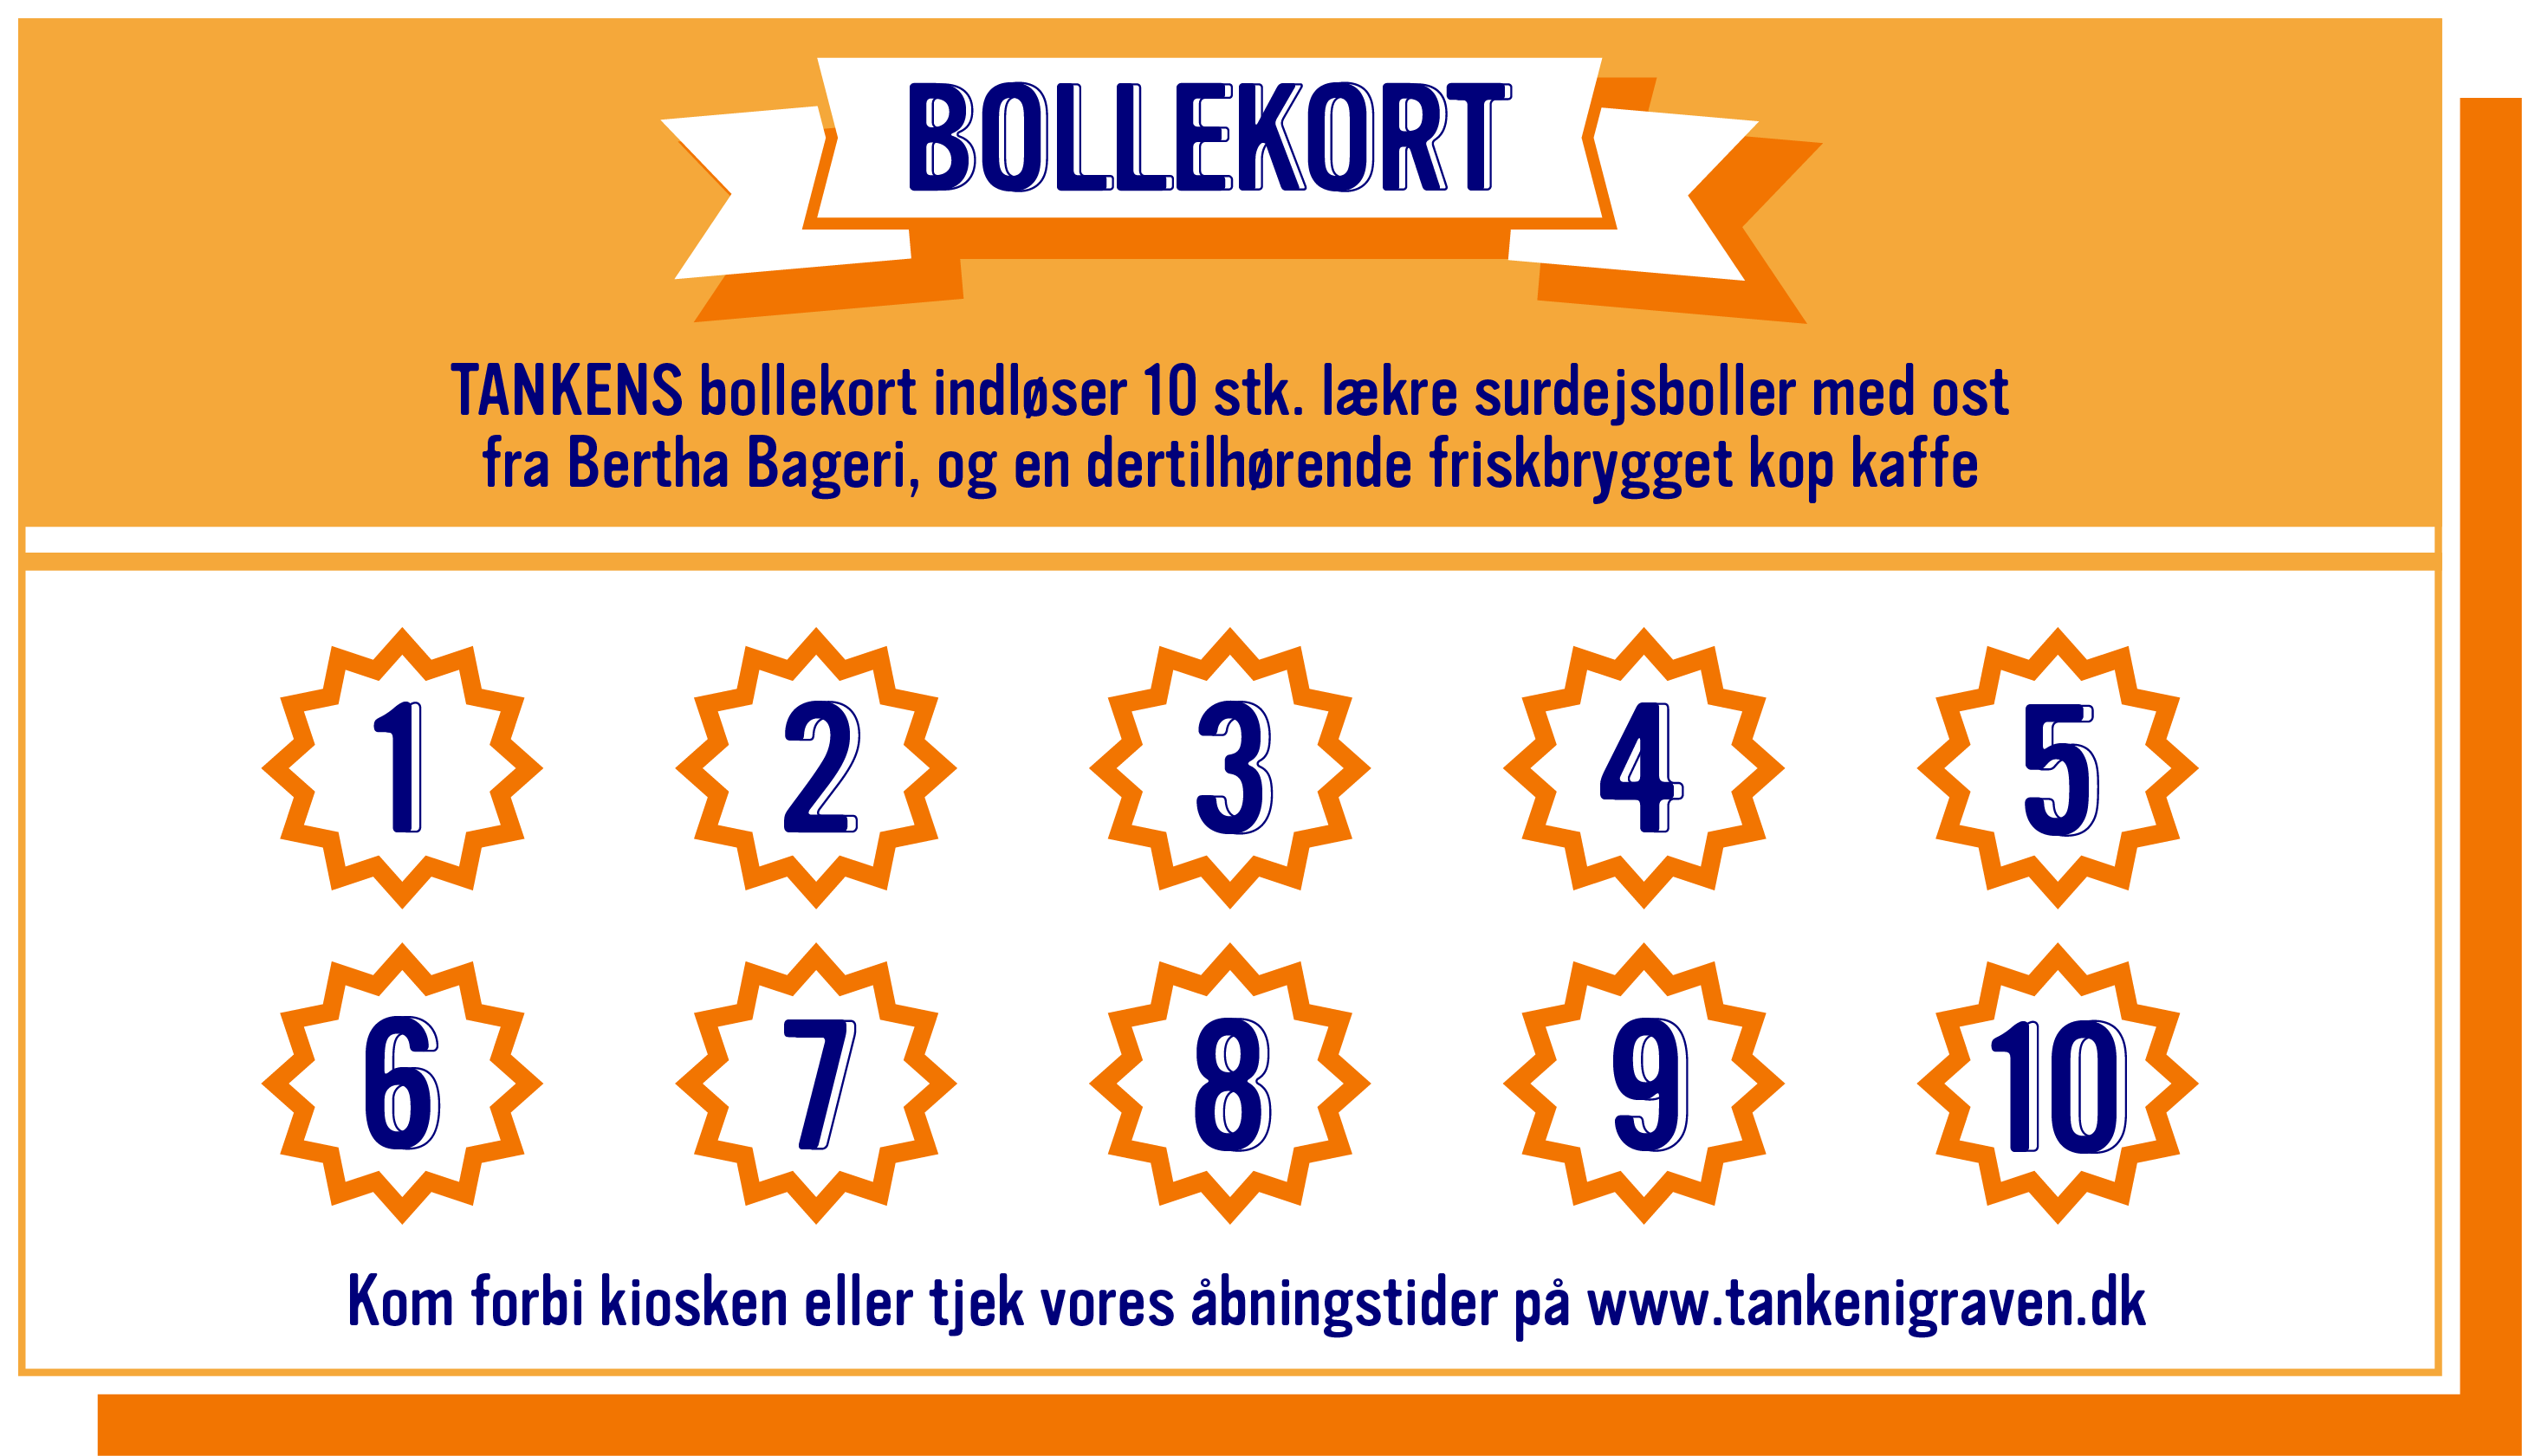 BOLLEKORT
TANKENS bollekort indløser 10 stk. lækre surdejsboller med ost
fra Bertha Bageri, og en dertilhørende friskbrygget kop kaffe
1 2 3 4 5
6 7 8 9 10
Kom forbi kiosken eller tjek vores åbningstider på www.tankenigraven.dk